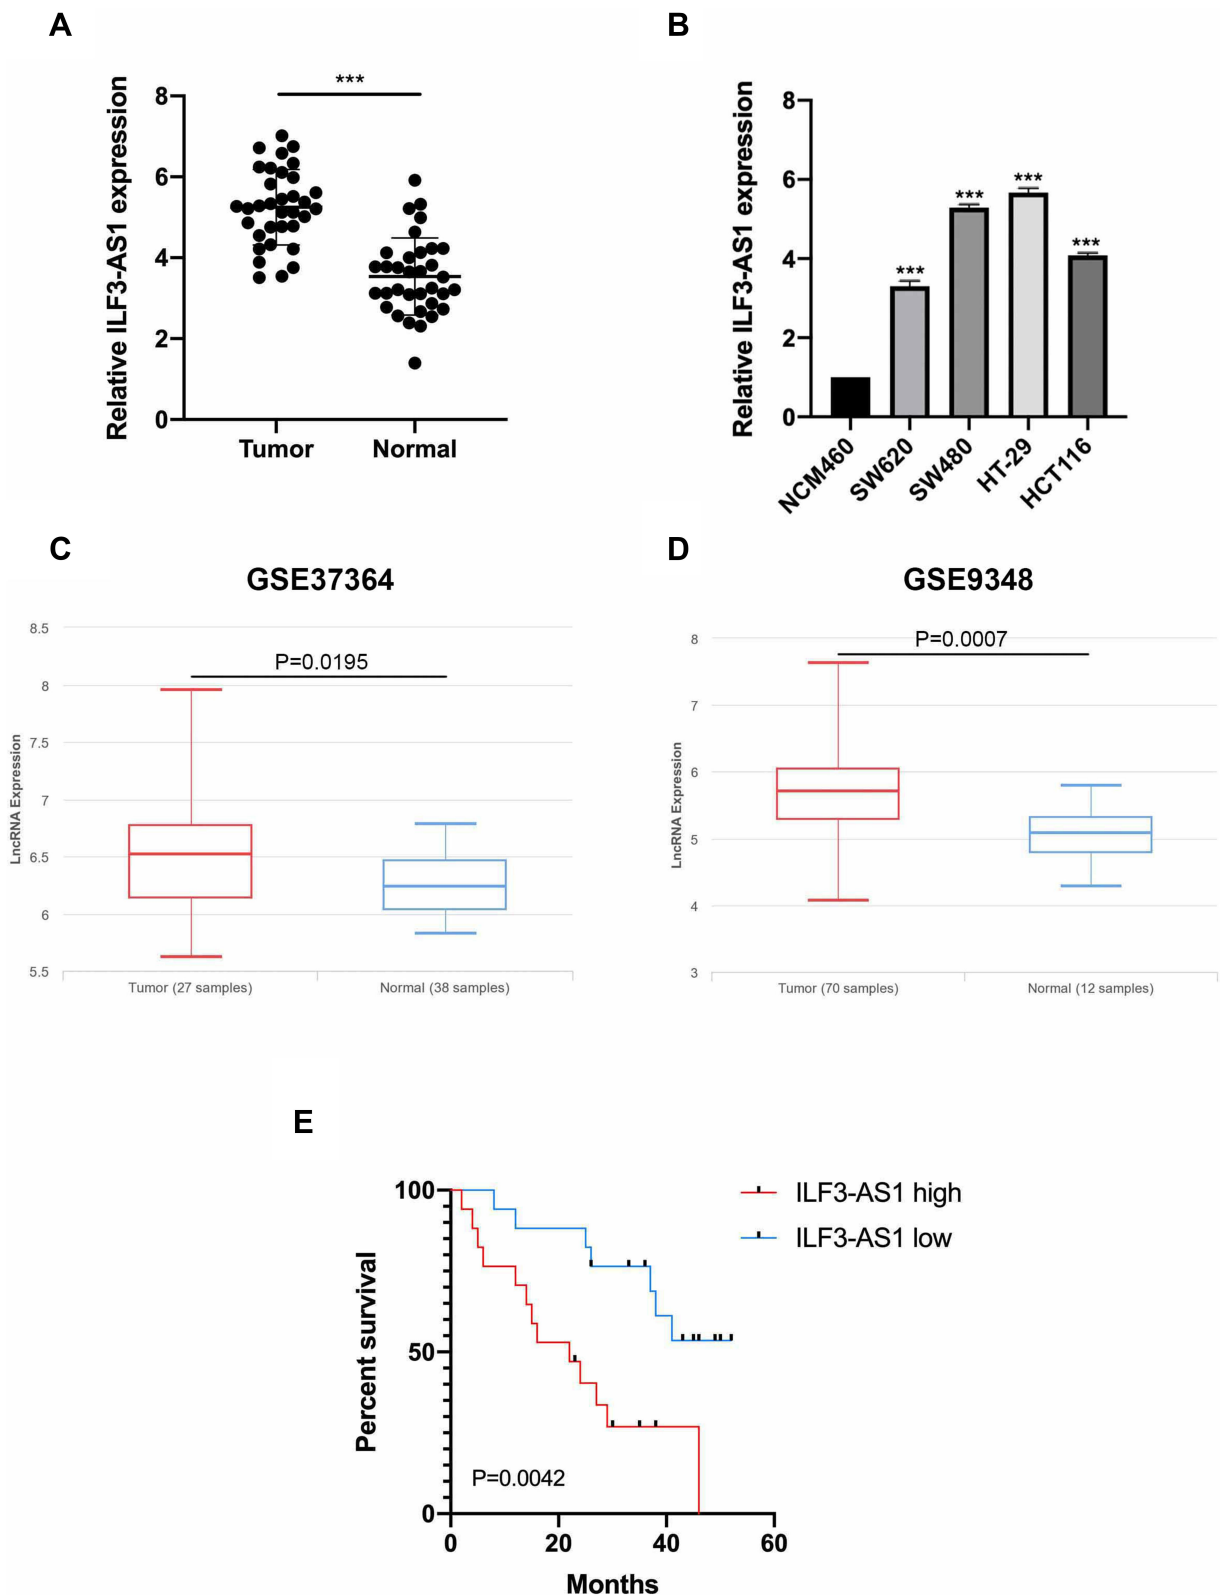 A
Relative ILF3-AS1 expression
***
8
6
4
2
0
Tumor Normal
B
Relative ILF3-AS1 expression
8
6
4
2
0
***
***
***
***
NCM460
SW620
SW480
HT-29
HCT116
C
GSE37364
LncRNA Expression
8.5
8
7.5
7
6.5
6
5.5
P=0.0195
Tumor (27 samples) Normal (38 samples)
D
GSE9348
LncRNA Expression
8
7
6
5
4
3
P=0.0007
Tumor (70 samples) Normal (12 samples)
E
Percent survival
100
50
0
ILF3-AS1 high
ILF3-AS1 low
P=0.0042
0 20 40 60
Months